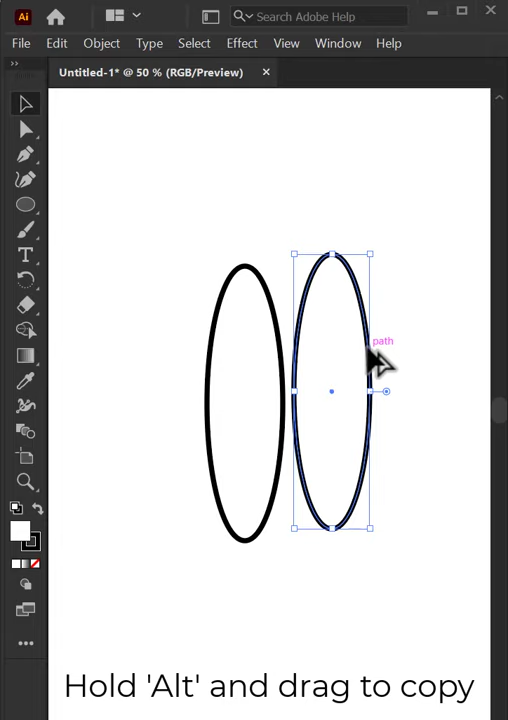 Ai
Search Adobe Help
File Edit Object Type Select Effect View Window Help
Untitled-1* @ 50 % (RGB/Preview)
path
Hold 'Alt' and drag to copy